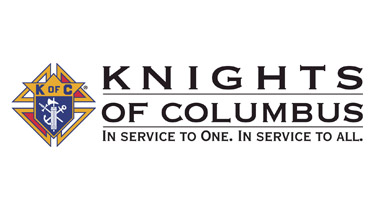 K OF C ®
KNIGHTS
OF COLUMBUS
IN SERVICE TO ONE. IN SERVICE TO ALL.